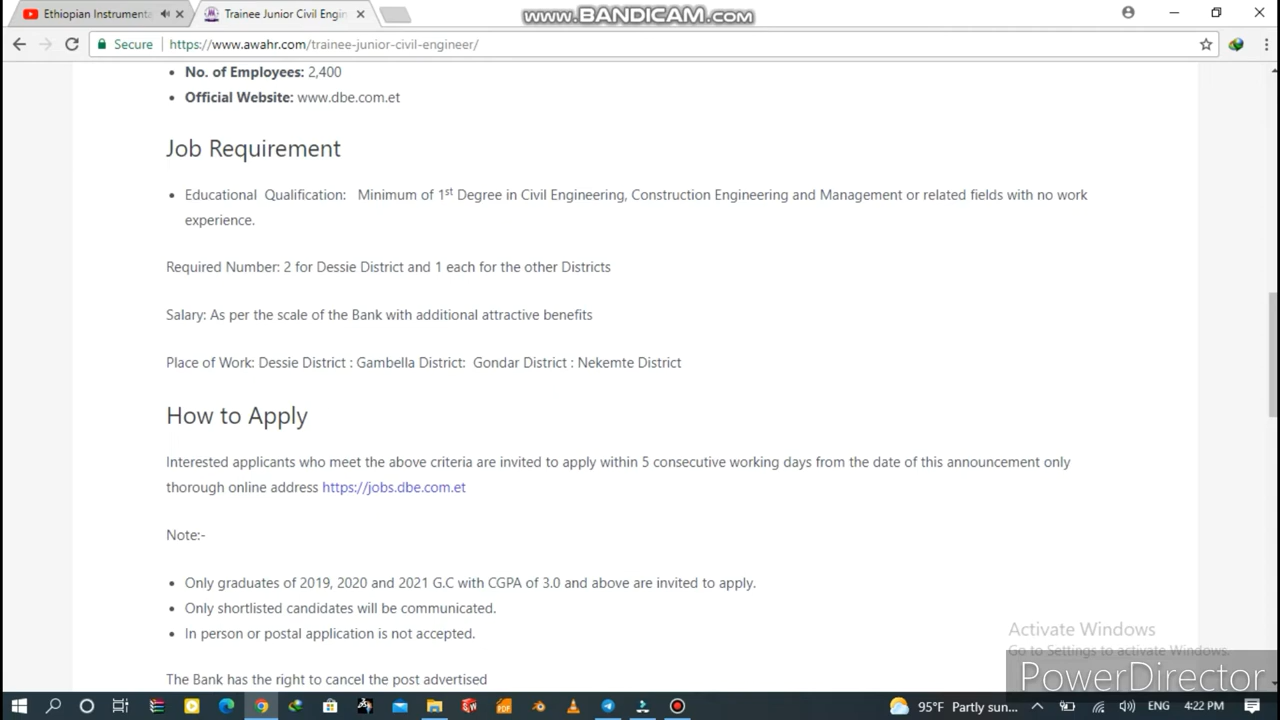 Ethiopian Instrumenta
Trainee Junior Civil Engin
www.BANDICAM.com
Secure
https://www.awahr.com/trainee-junior-civil-engineer/
No. of Employees: 2,400
Official Website: www.dbe.com.et
Job Requirement
Educational Qualification: Minimum of 1st Degree in Civil Engineering, Construction Engineering and Management or related fields with no work
experience.
Required Number: 2 for Dessie District and 1 each for the other Districts
Salary: As per the scale of the Bank with additional attractive benefits
Place of Work: Dessie District : Gambella District: Gondar District : Nekemte District
How to Apply
Interested applicants who meet the above criteria are invited to apply within 5 consecutive working days from the date of this announcement only
thorough online address https://jobs.dbe.com.et
Note:-
Only graduates of 2019, 2020 and 2021 G.C with CGPA of 3.0 and above are invited to apply.
Only shortlisted candidates will be communicated.
In person or postal application is not accepted.
Activate Windows
Go to Settings to activate Windows.
PowerDirector
The Bank has the right to cancel the post advertised
95°F Partly sun...
ENG
4:22 PM